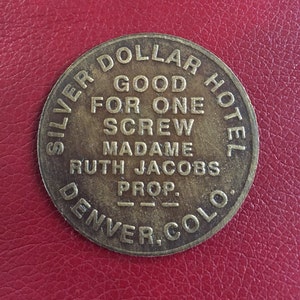 SILVER DOLLAR HOTEL
GOOD
FOR ONE
SCREW
MADAME
RUTH JACOBS
PROP.
DENVER, COLO.